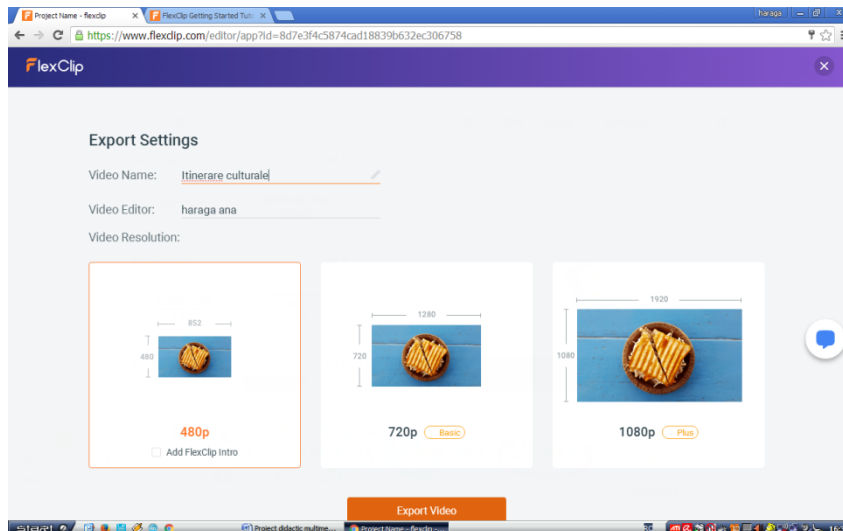 Project Name - flexclip
FlexClip Getting Started Tuto
haraga
https://www.flexclip.com/editor/app?id=8d7e3f4c5874cad18839b632ec306758
FlexClip
Export Settings
Video Name: Itinerare culturale
Video Editor: haraga ana
Video Resolution:
852
480
480p
Add FlexClip Intro
1280
720
720p Basic
1920
1080
1080p Plus
Export Video
start
Project didactic multime...
Project Name - flexclip -...